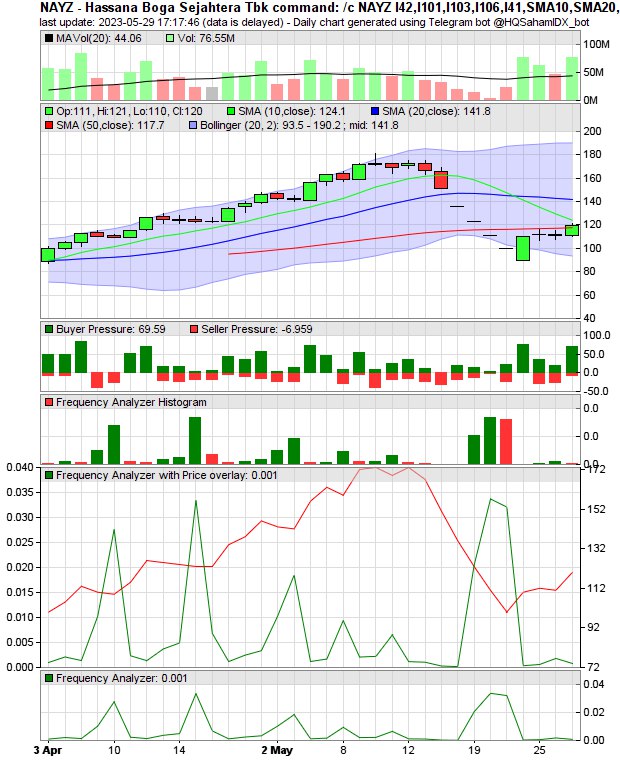 NAYZ - Hassana Boga Sejahtera Tbk command: /c NAYZ I42,I101,I103,I106,I41,SMA10,SMA20,
last update: 2023-05-29 17:17:46 (data is delayed) - Daily chart generated using Telegram bot @HQSahamIDX_bot
MAVol(20): 44.06 Vol: 76.55M
100M
50M
0M
Op:111, Hi:121, Lo:110, Cl:120 SMA (10,close): 124.1 SMA (20,close): 141.8
SMA (50,close): 117.7 Bollinger (20, 2): 93.5 - 190.2 ; mid: 141.8
200
180
160
140
120
100
80
60
40
Buyer Pressure: 69.59 Seller Pressure: -6.959
100.0
50.0
0.0
-50.0
Frequency Analyzer Histogram
0.0
0.0
0.0
Frequency Analyzer with Price overlay: 0.001
0.040 172
0.035
0.030 152
0.025 132
0.020
0.015 112
0.010 92
0.005
0.000 72
Frequency Analyzer: 0.001
0.04
0.02
0.00
3 Apr 10 14 2 May 8 12 19 25